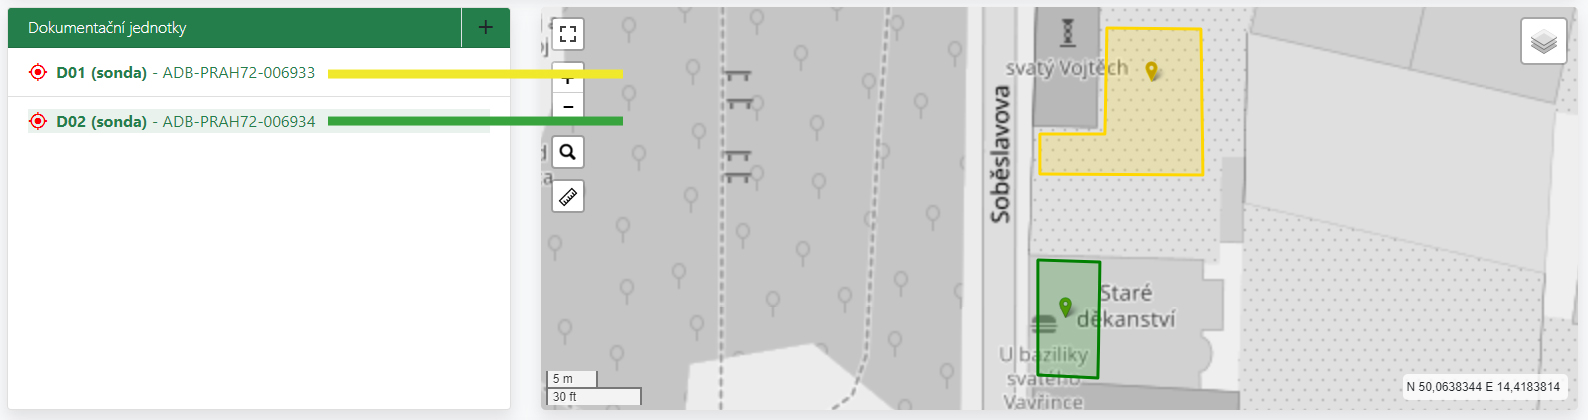 Dokumentační jednotky
D01 (sonda) - ADB-PRAH72-006933
D02 (sonda) - ADB-PRAH72-006934
+
−
svatý Vojtěch
Soběslavova
Staré
děkanství
U baziliky
svatého
Vavřince
5 m
30 ft
N 50,0638344 E 14,4183814